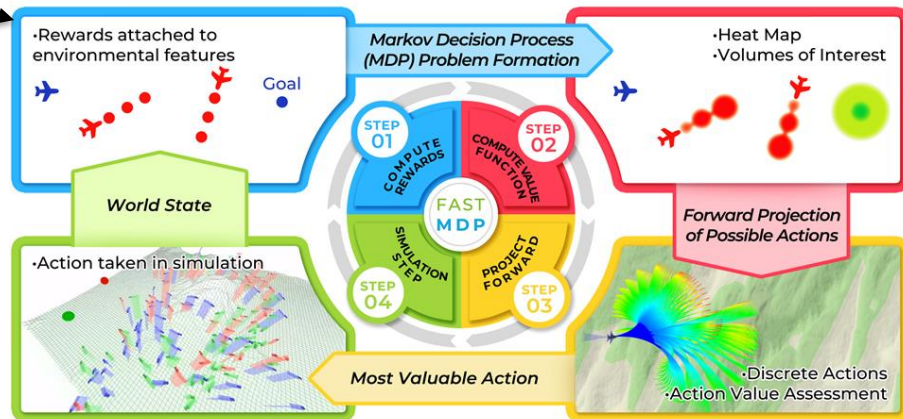 •Rewards attached to
environmental features
Goal
Markov Decision Process
(MDP) Problem Formation
•Heat Map
•Volumes of Interest
STEP
01
COMPUTE
REWARDS
STEP
02
COMPUTE VALUE
FUNCTION
FAST
MDP
World State
Forward Projection
of Possible Actions
•Action taken in simulation
STEP
04
SIMULATION
STEP
PROJECT
FORWARD
STEP
03
Most Valuable Action
•Discrete Actions
•Action Value Assessment